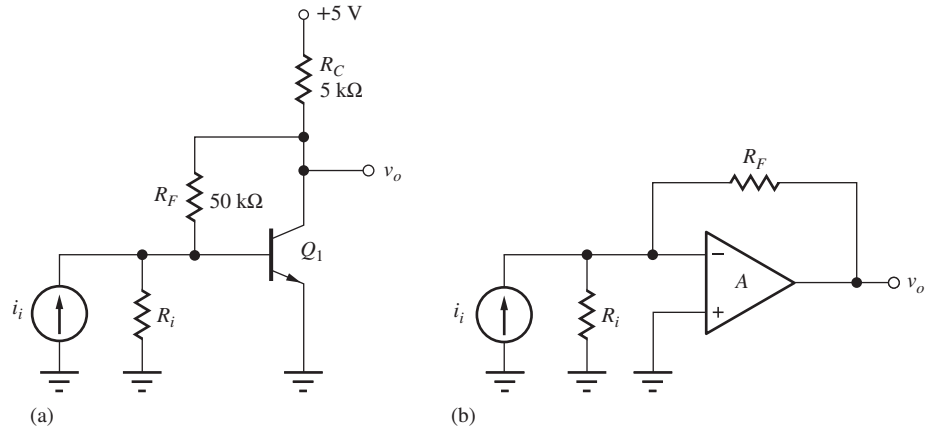 +5 V
R_C
5 kΩ
R_F
50 kΩ
v_o
Q_1
i_i
R_i
(a)
R_F
−
A
+
v_o
i_i
R_i
(b)